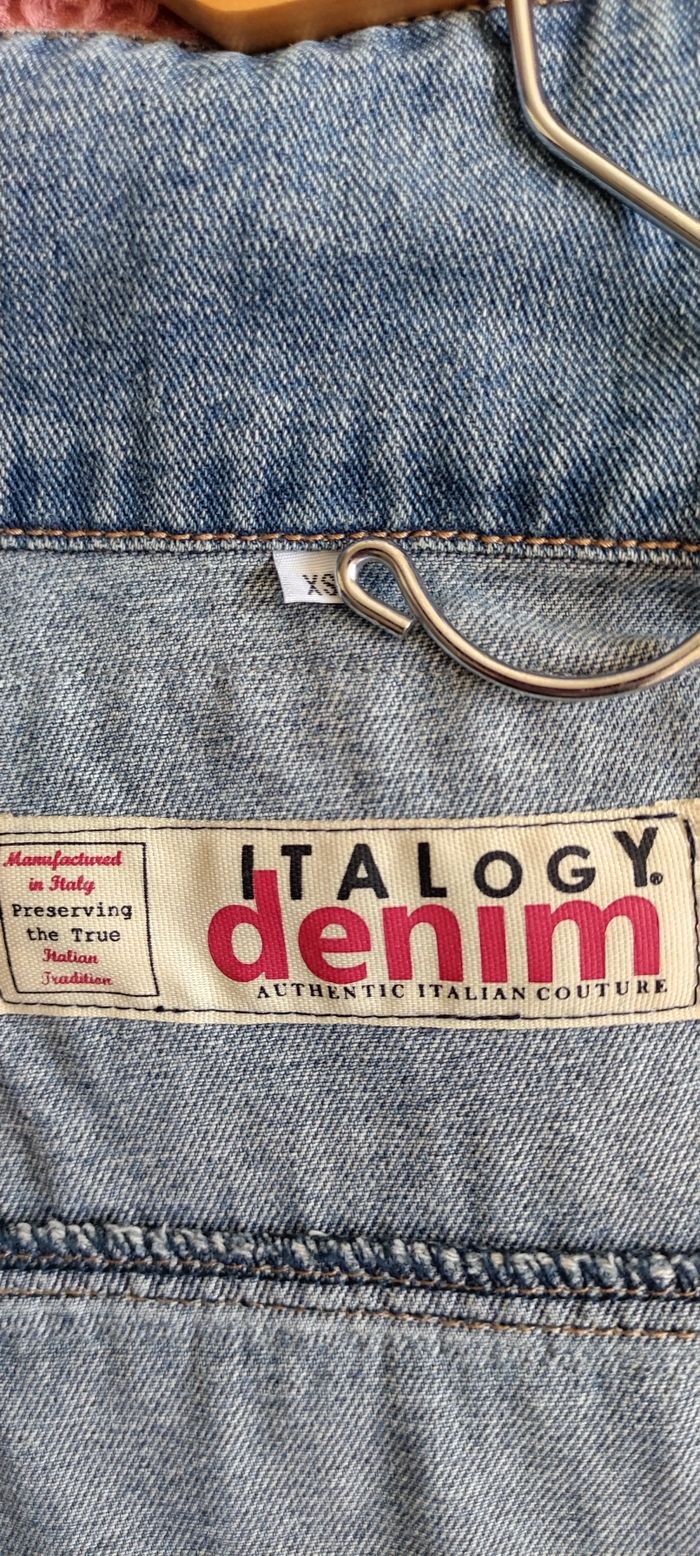 XS
Manufactured
in Italy
Preserving
the True
Italian
Tradition
ITALOGY®
denim
AUTHENTIC ITALIAN COUTURE